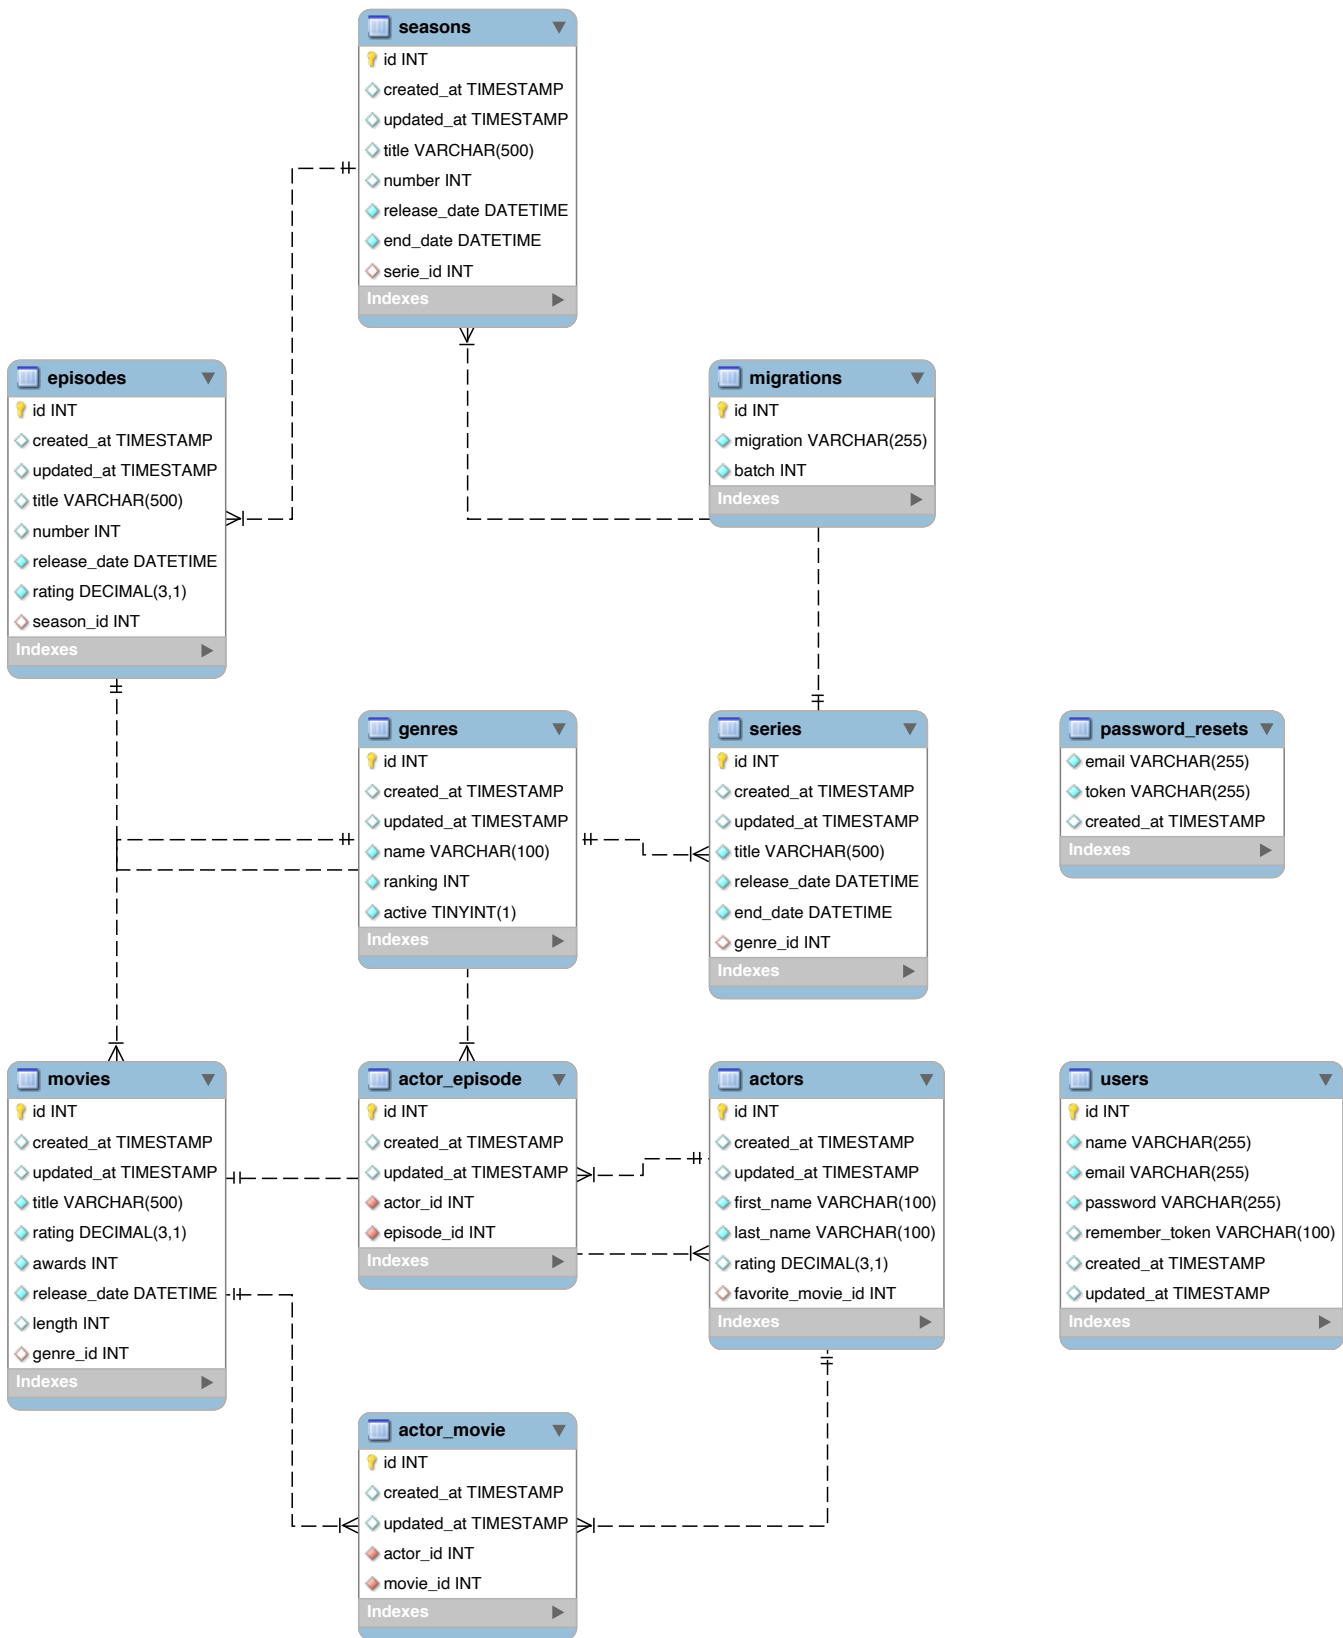 seasons
id INT
created_at TIMESTAMP
updated_at TIMESTAMP
title VARCHAR(500)
number INT
release_date DATETIME
end_date DATETIME
serie_id INT
Indexes
episodes
id INT
created_at TIMESTAMP
updated_at TIMESTAMP
title VARCHAR(500)
number INT
release_date DATETIME
rating DECIMAL(3,1)
season_id INT
Indexes
migrations
id INT
migration VARCHAR(255)
batch INT
Indexes
genres
id INT
created_at TIMESTAMP
updated_at TIMESTAMP
name VARCHAR(100)
ranking INT
active TINYINT(1)
Indexes
series
id INT
created_at TIMESTAMP
updated_at TIMESTAMP
title VARCHAR(500)
release_date DATETIME
end_date DATETIME
genre_id INT
Indexes
password_resets
email VARCHAR(255)
token VARCHAR(255)
created_at TIMESTAMP
Indexes
movies
id INT
created_at TIMESTAMP
updated_at TIMESTAMP
title VARCHAR(500)
rating DECIMAL(3,1)
awards INT
release_date DATETIME
length INT
genre_id INT
Indexes
actor_episode
id INT
created_at TIMESTAMP
updated_at TIMESTAMP
actor_id INT
episode_id INT
Indexes
actors
id INT
created_at TIMESTAMP
updated_at TIMESTAMP
first_name VARCHAR(100)
last_name VARCHAR(100)
rating DECIMAL(3,1)
favorite_movie_id INT
Indexes
users
id INT
name VARCHAR(255)
email VARCHAR(255)
password VARCHAR(255)
remember_token VARCHAR(100)
created_at TIMESTAMP
updated_at TIMESTAMP
Indexes
actor_movie
id INT
created_at TIMESTAMP
updated_at TIMESTAMP
actor_id INT
movie_id INT
Indexes